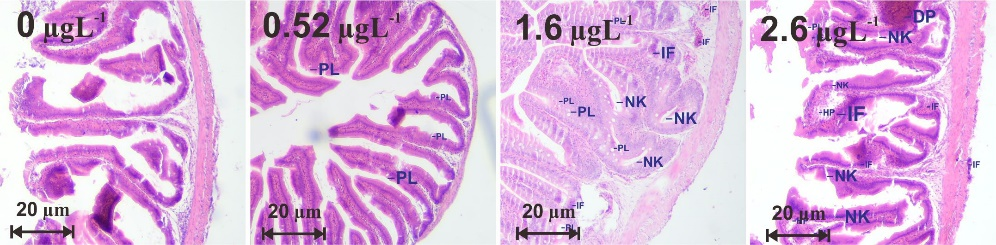 0 µgL-1
20 µm
0.52 µgL-1
-PL
-PL
-PL
-PL
20 µm
1.6 µgL-1
-PL
-IF
-IF
-IF
-PL
-PL
-NK
-NK
-PL
-NK
-IF
20 µm
-PL
2.6 µgL-1
-PL
-DP
-NK
-NK
-HP
-IF
-IF
-IF
-IF
-NK
20 µm
-NK